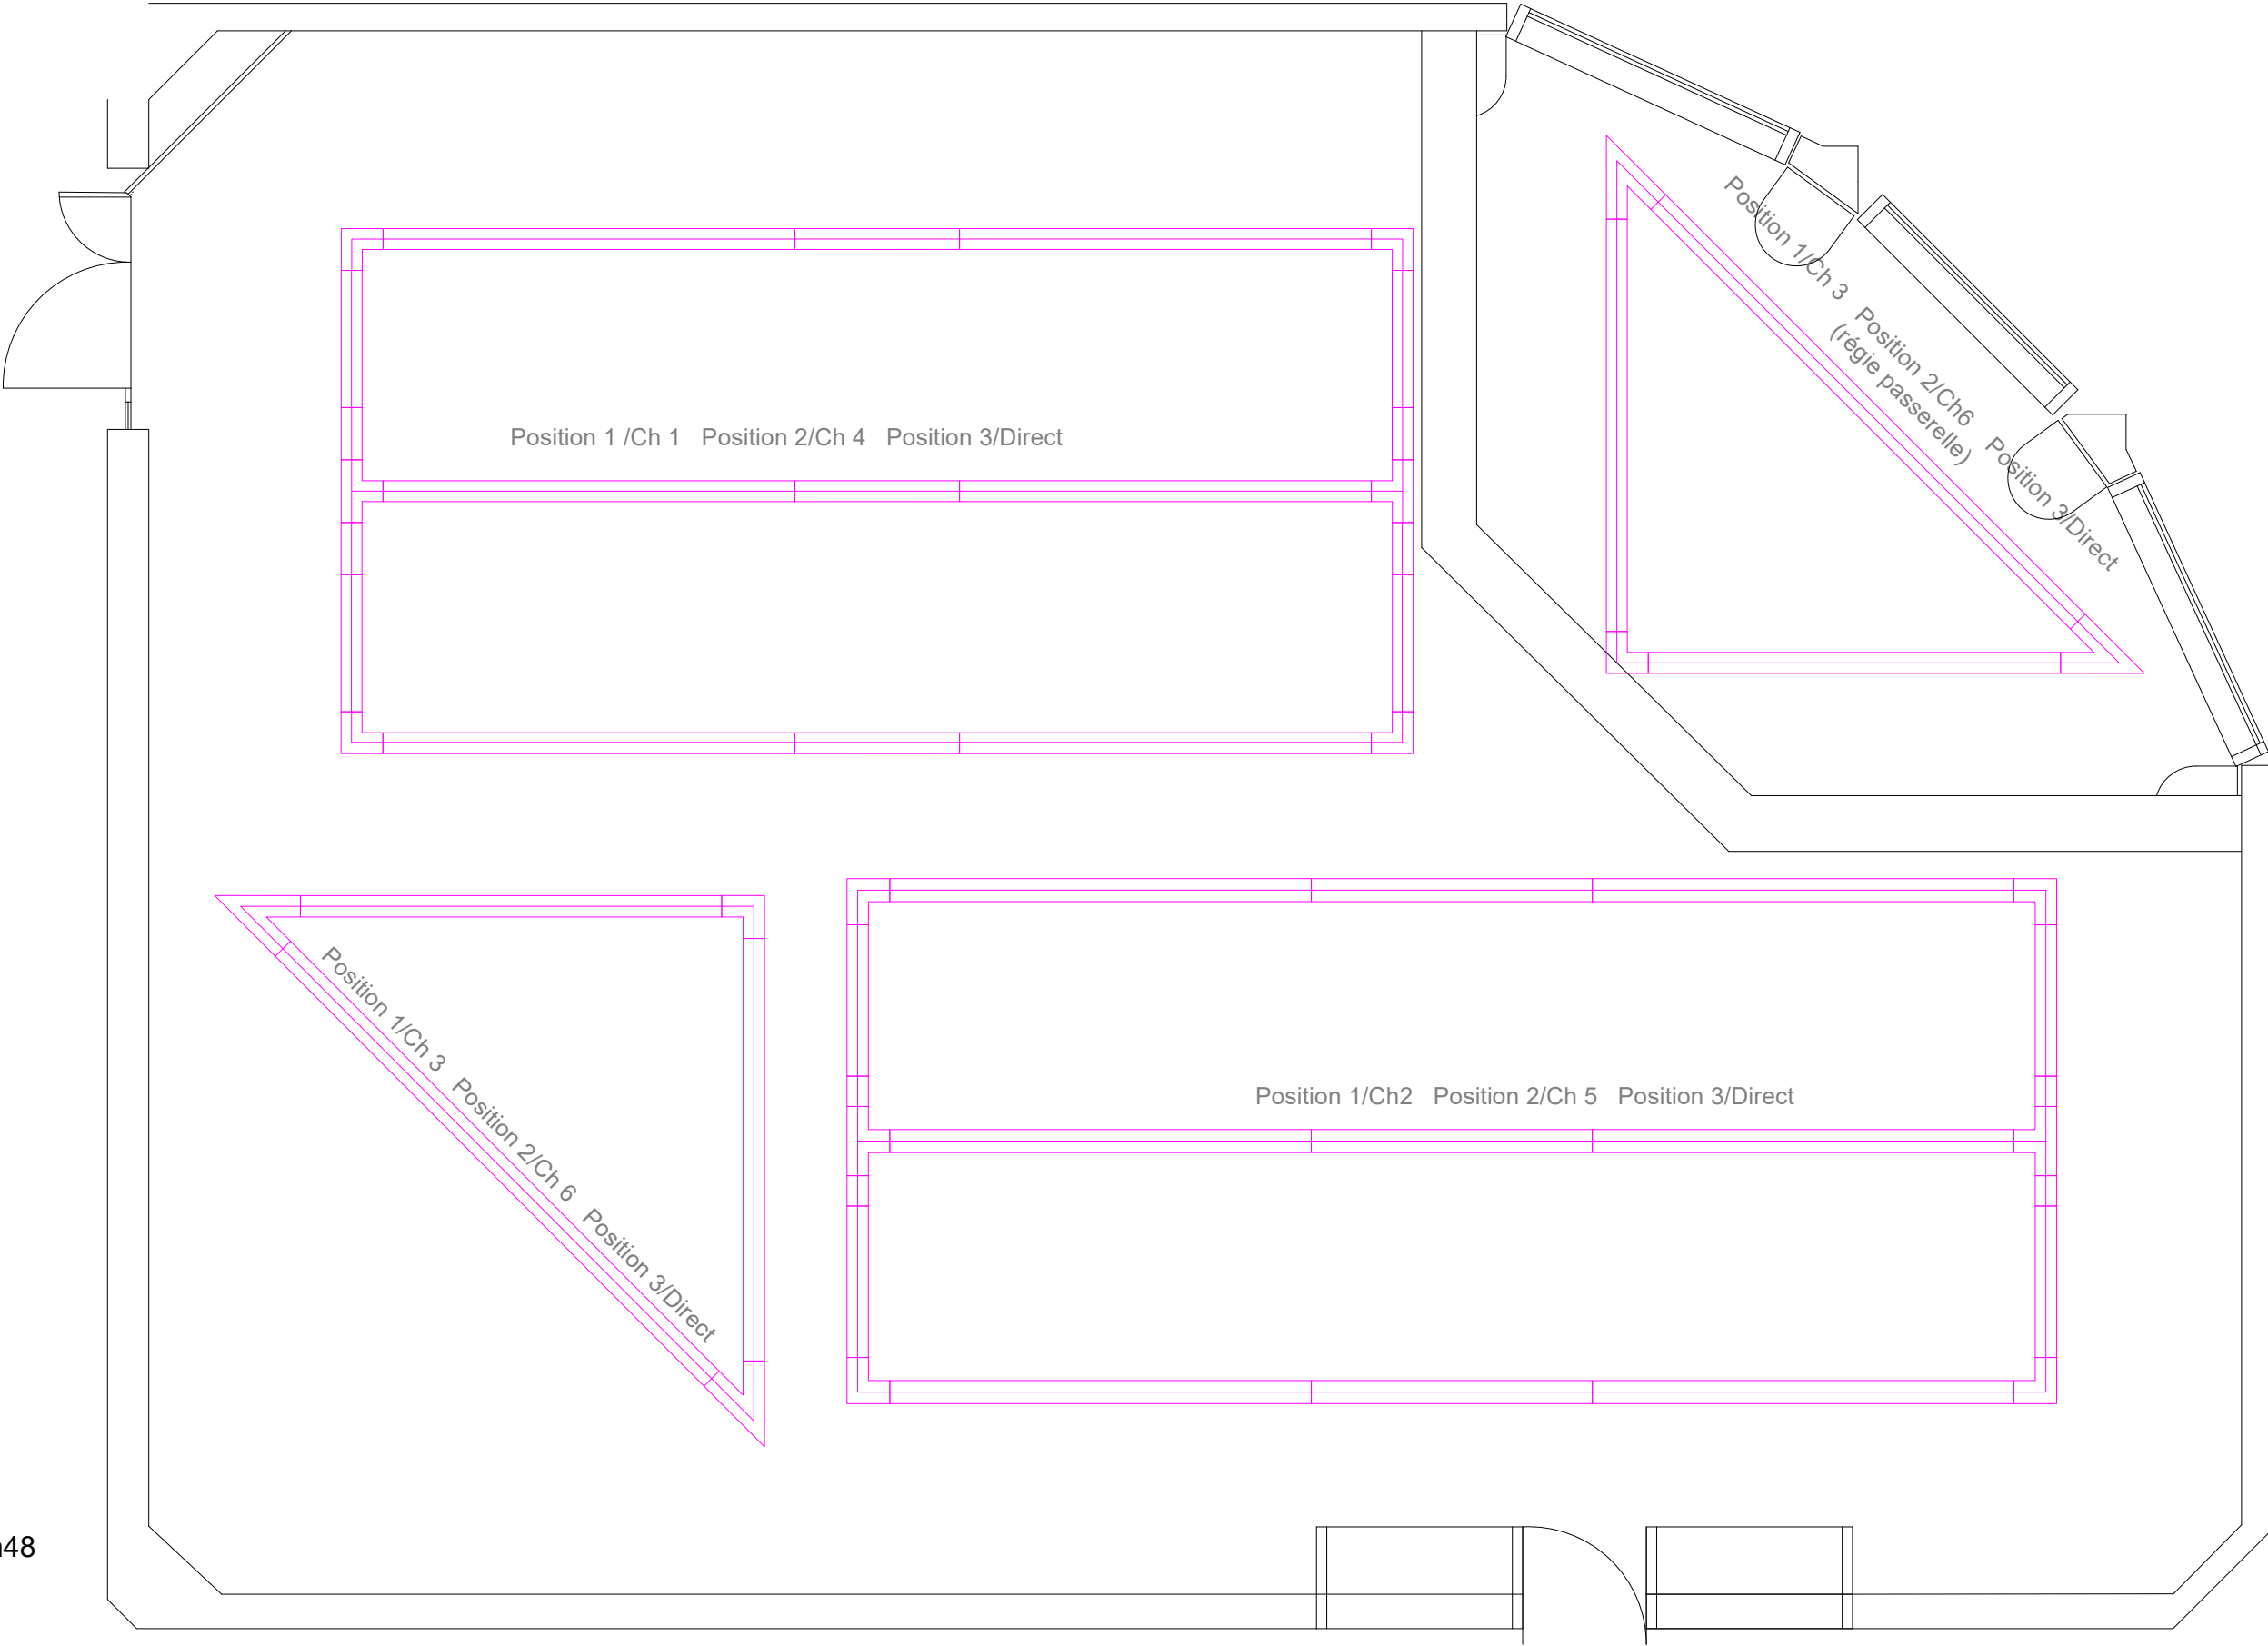 Position 1/Ch 3   Position 2/Ch6   Position 3/Direct
(régie passerelle)
Position 1 /Ch 1   Position 2/Ch 4   Position 3/Direct
Position 1/Ch 3   Position 2/Ch 6   Position 3/Direct
Position 1/Ch2   Position 2/Ch 5   Position 3/Direct
48